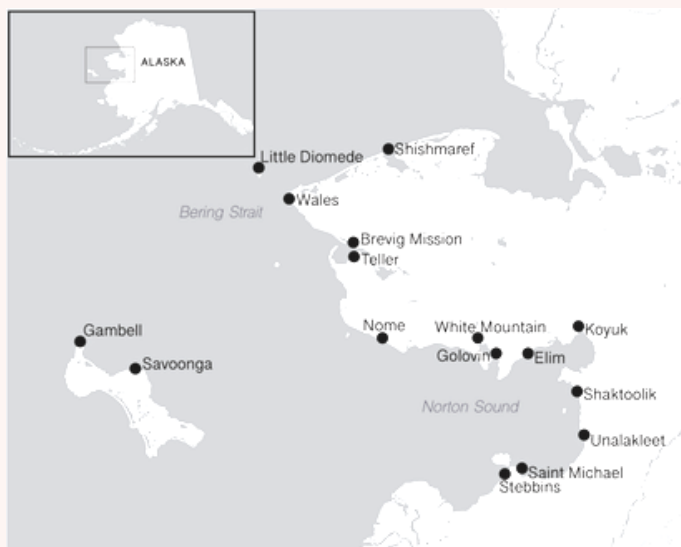 ALASKA
Little Diomede
Shishmaref
Wales
Bering Strait
Brevig Mission
Teller
Nome
White Mountain
Koyuk
Gambell
Golovin
Elim
Savoonga
Shaktoolik
Norton Sound
Unalakleet
Saint Michael
Stebbins